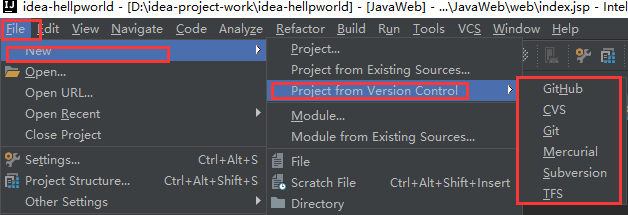 idea-hellpworld - [D:\idea-project-work\idea-hellpworld] - [JavaWeb] - ...\JavaWeb\web\index.jsp - Intel
File Edit View Navigate Code Analyze Refactor Build Run Tools VCS Window Help
New
Open...
Open URL...
Open Recent
Close Project
Settings... Ctrl+Alt+S
Project Structure... Ctrl+Alt+Shift+S
Other Settings
Project...
Project from Existing Sources...
Project from Version Control
Module...
Module from Existing Sources...
File
Scratch File Ctrl+Alt+Shift+Insert
Directory
GitHub
CVS
Git
Mercurial
Subversion
TFS